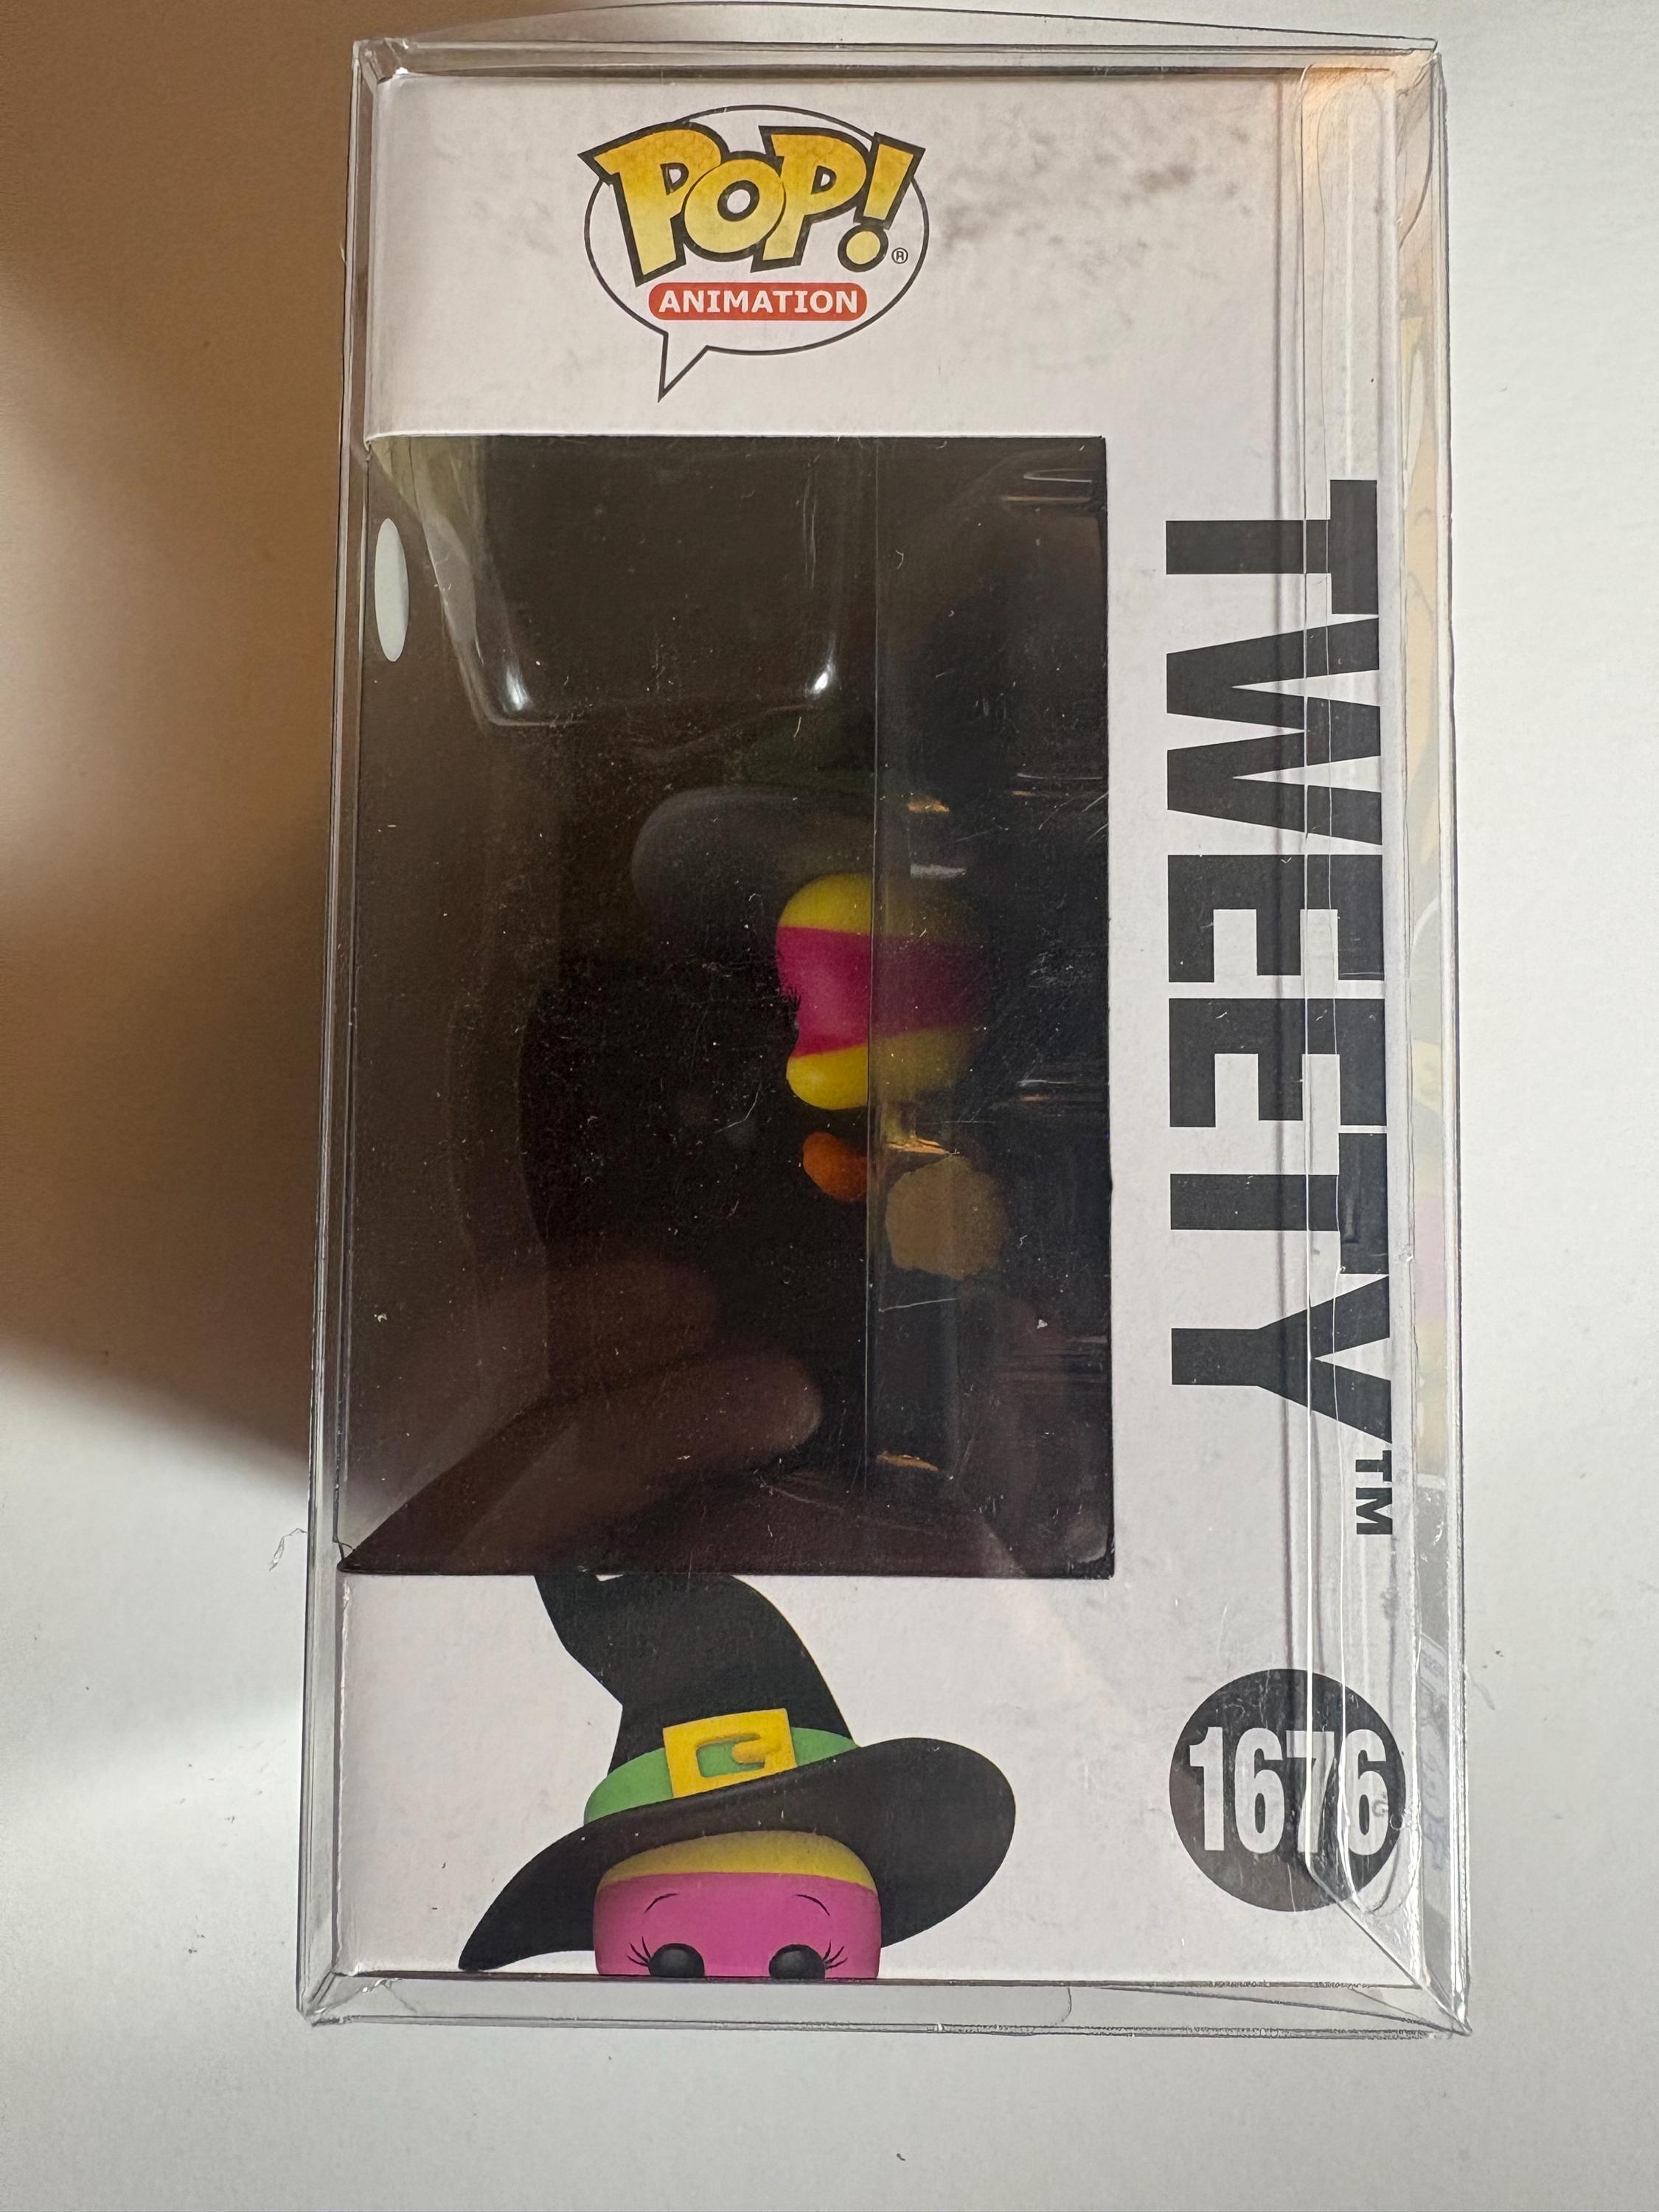 POP!®
ANIMATION
TWEETY™
1676